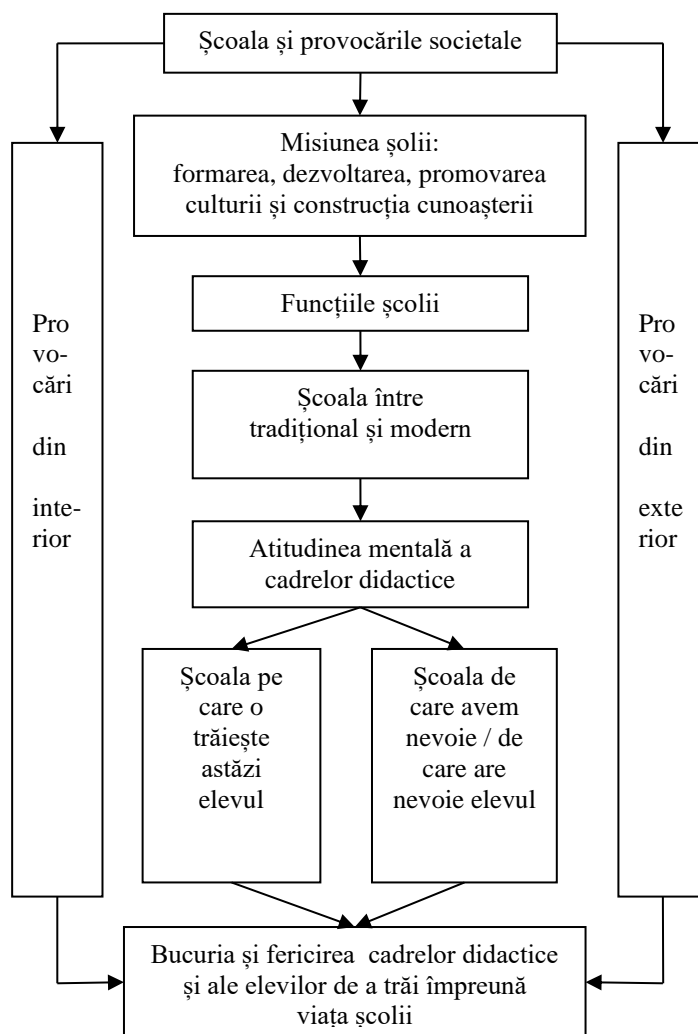 Școala și provocările societale
Misiunea șolii:
formarea, dezvoltarea, promovarea
culturii și construcția cunoașterii
Funcțiile școlii
Pro
vo-
cări
din
inte-
rior
Școala între
tradițional și modern
Atitudinea mentală a
cadrelor didactice
Școala pe
care o
trăiește
astăzi
elevul
Școala de
care avem
nevoie / de
care are
nevoie elevul
Pro
vo-
cări
din
exte
rior
Bucuria și fericirea cadrelor didactice
și ale elevilor de a trăi împreună
viața școlii